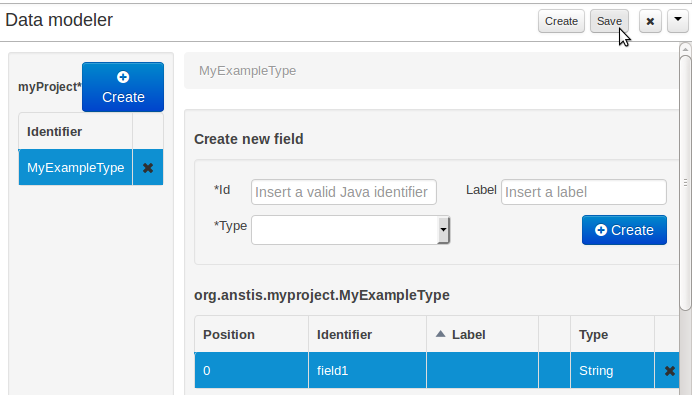 Data modeler
Create
Save
myProject*
Create
Identifier
MyExampleType
MyExampleType
Create new field
*Id
Insert a valid Java identifier
Label
Insert a label
*Type
Create
org.anstis.myproject.MyExampleType
Position Identifier Label Type
0 field1 String